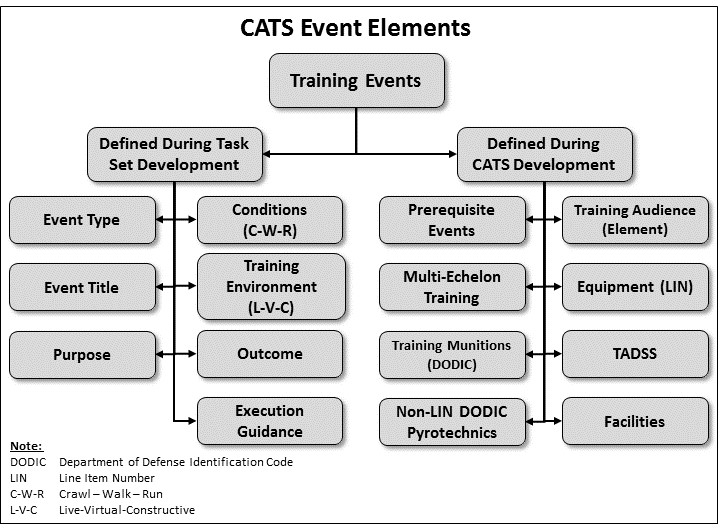 CATS Event Elements
Training Events
Defined During Task
Set Development
Defined During
CATS Development
Event Type
Conditions
(C-W-R)
Prerequisite
Events
Training Audience
(Element)
Event Title
Training
Environment
(L-V-C)
Multi-Echelon
Training
Equipment (LIN)
Purpose
Outcome
Training Munitions
(DODIC)
TADSS
Execution
Guidance
Non-LIN DODIC
Pyrotechnics
Facilities
Note:
DODIC Department of Defense Identification Code
LIN Line Item Number
C-W-R Crawl – Walk – Run
L-V-C Live-Virtual-Constructive